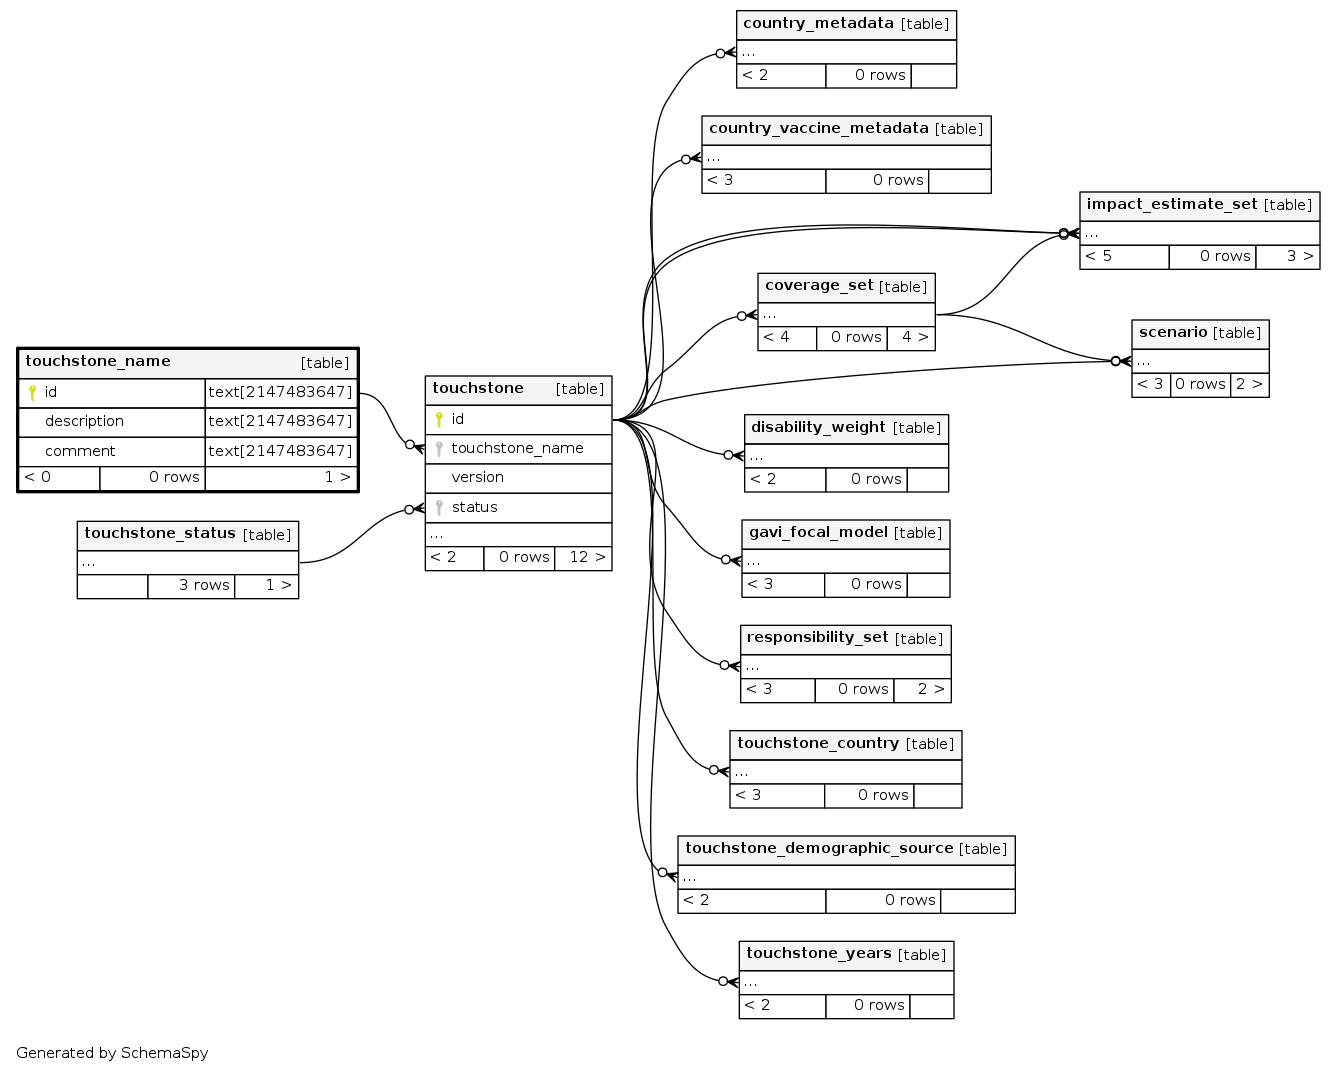 country_metadata [table]
...
< 2 0 rows
country_vaccine_metadata [table]
...
< 3 0 rows
impact_estimate_set [table]
...
< 5 0 rows 3 >
coverage_set [table]
...
< 4 0 rows 4 >
scenario [table]
...
< 3 0 rows 2 >
touchstone_name [table]
id text[2147483647]
description text[2147483647]
comment text[2147483647]
< 0 0 rows 1 >
touchstone [table]
id
touchstone_name
version
status
...
< 2 0 rows 12 >
touchstone_status [table]
...
3 rows 1 >
disability_weight [table]
...
< 2 0 rows
gavi_focal_model [table]
...
< 3 0 rows
responsibility_set [table]
...
< 3 0 rows 2 >
touchstone_country [table]
...
< 3 0 rows
touchstone_demographic_source [table]
...
< 2 0 rows
touchstone_years [table]
...
< 2 0 rows
Generated by SchemaSpy